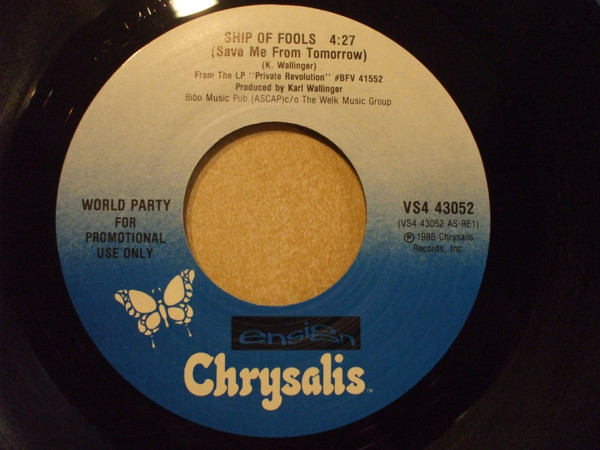 SHIP OF FOOLS 4:27
(Save Me From Tomorrow)
(K. Wallinger)
From The LP "Private Revolution" #BFV 41552
Produced by Karl Wallinger
Bibo Music Pub.(ASCAP)c/o The Welk Music Group
WORLD PARTY
FOR
PROMOTIONAL
USE ONLY
VS4 43052
(VS4 43052 AS-RE1)
Ⓟ1986 Chrysalis
Records, Inc.
ensign
Chrysalis™